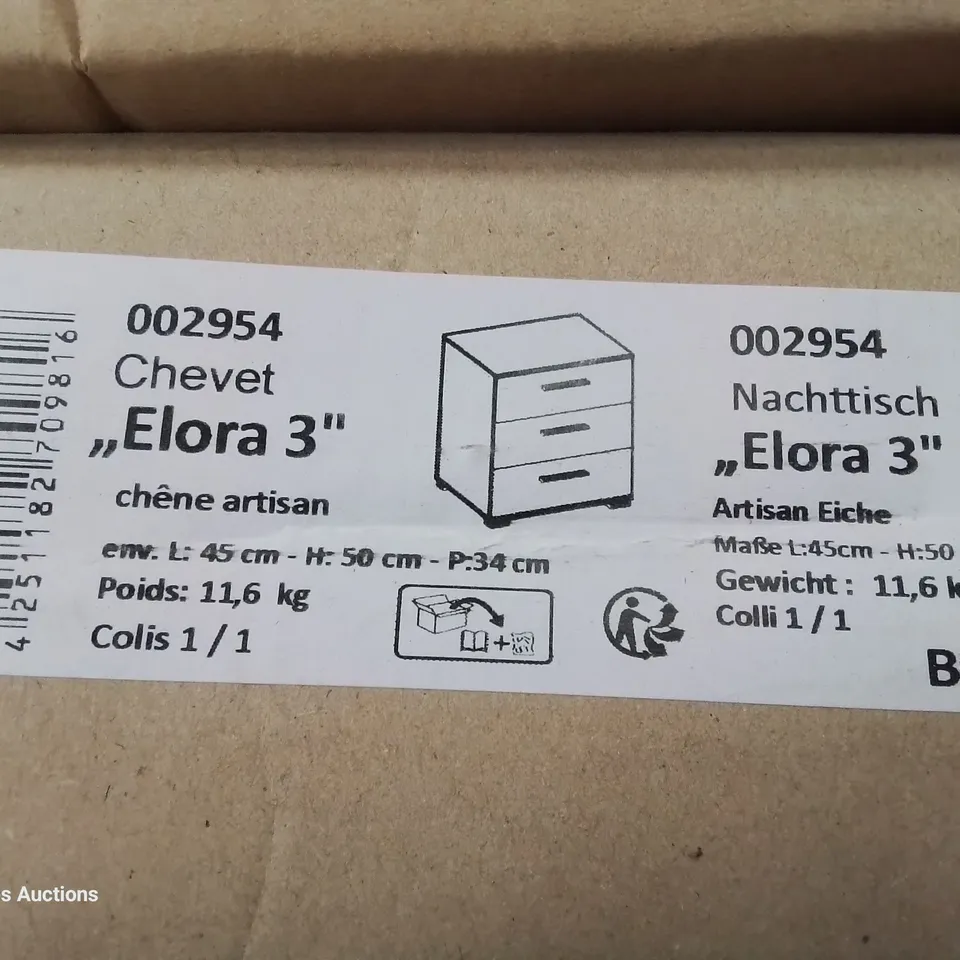 4 251182 709816
002954
Chevet
„Elora 3"
chêne artisan
env. L: 45 cm - H: 50 cm - P:34 cm
Poids: 11,6 kg
Colis 1 / 1
002954
Nachttisch
„Elora 3"
Artisan Eiche
Maße L:45cm - H:50
Gewicht : 11,6 k
Colli 1 / 1
B
s Auctions